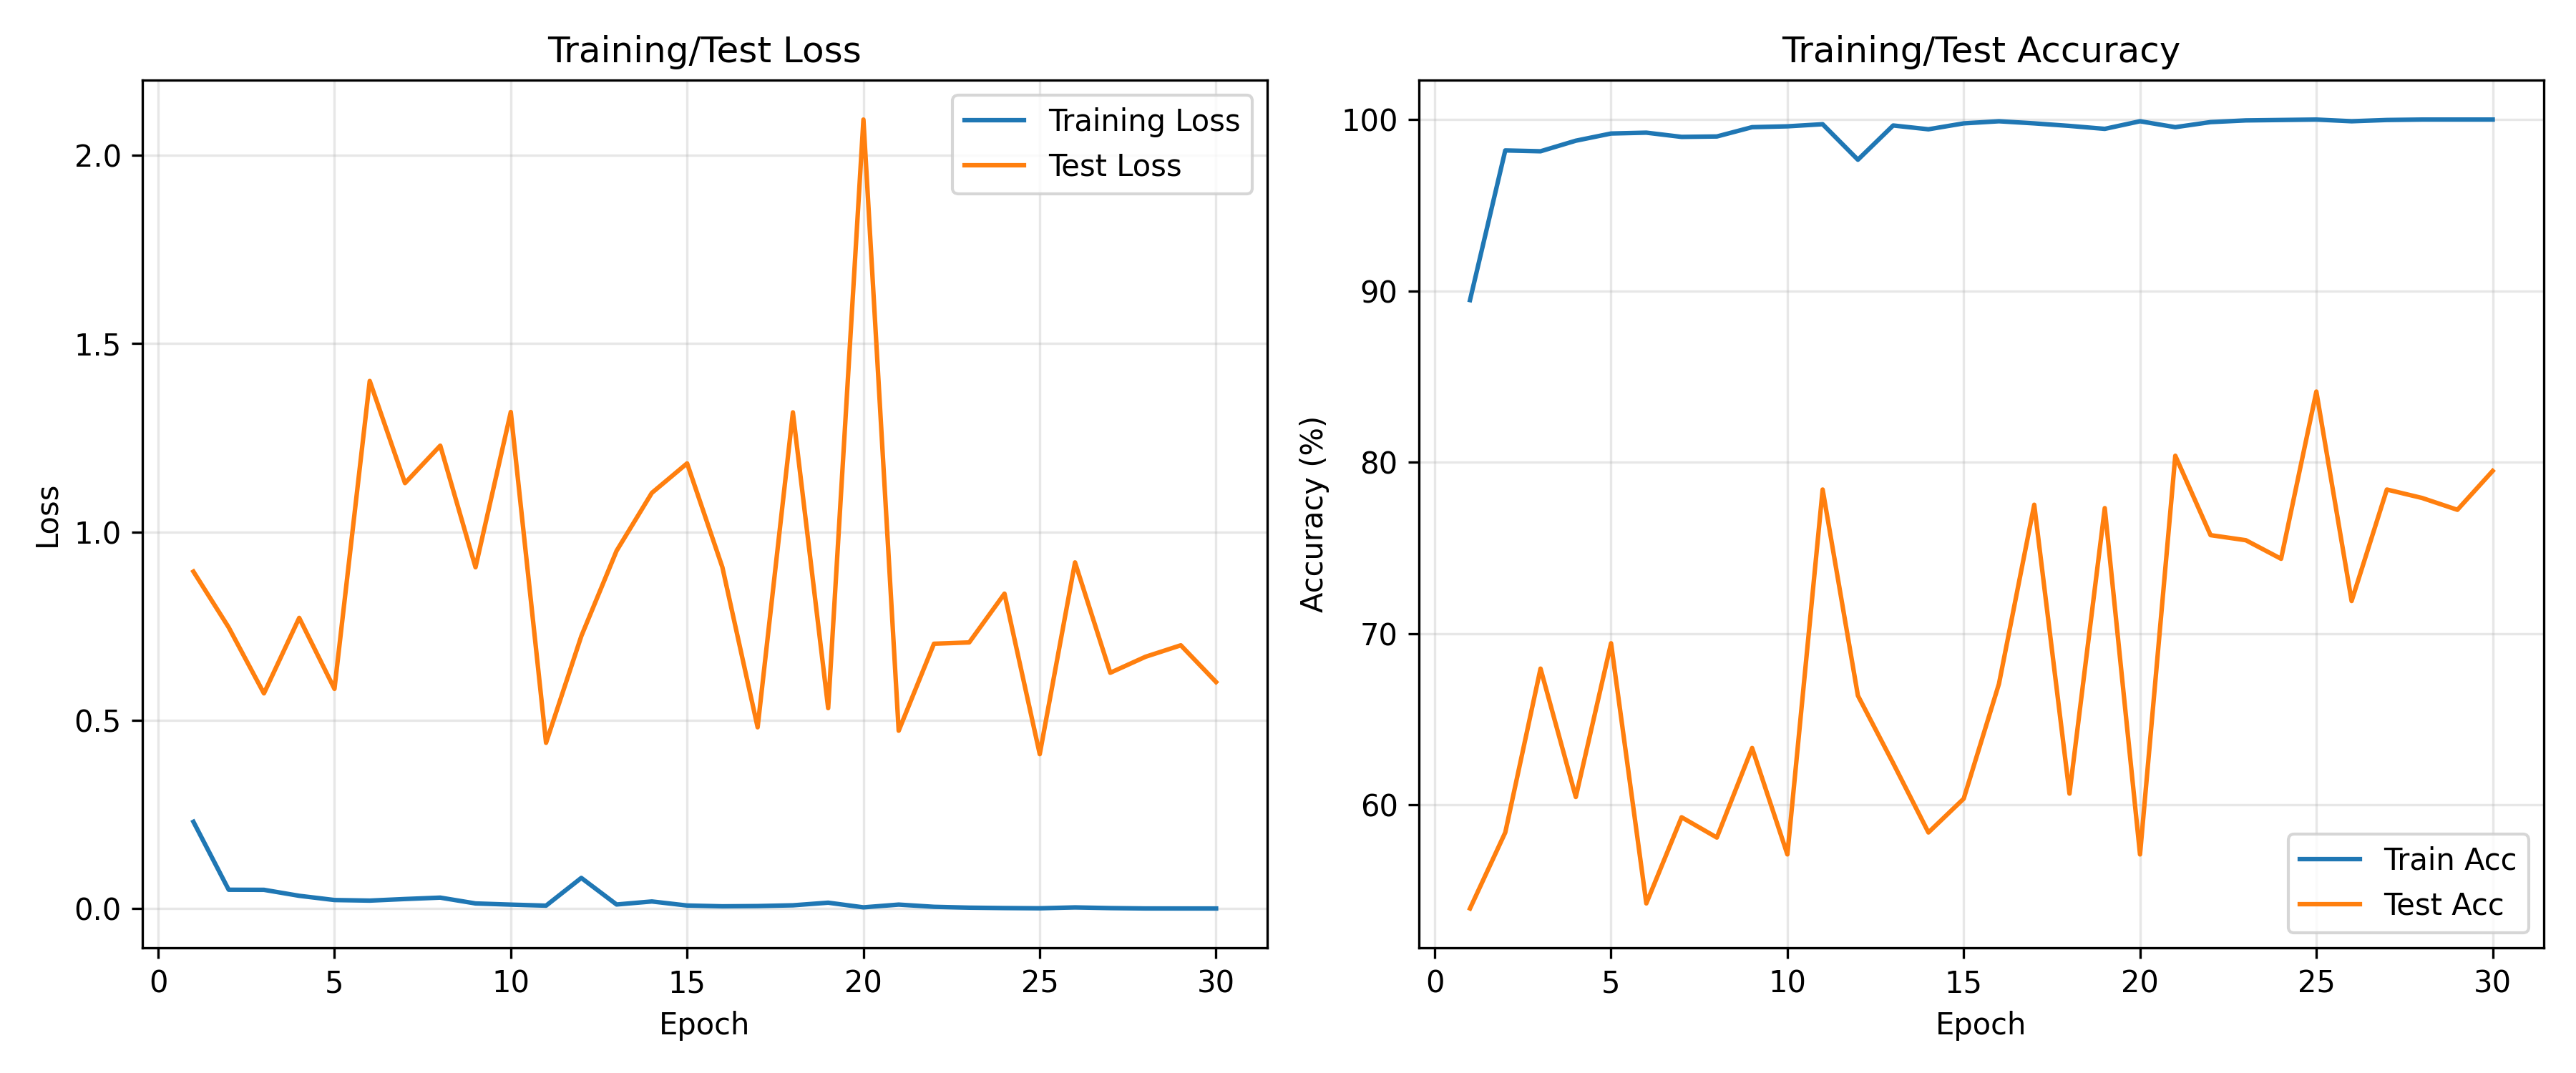 Training/Test Loss
Loss
2.0
1.5
1.0
0.5
0.0
0 5 10 15 20 25 30
Epoch
Training Loss
Test Loss
Training/Test Accuracy
Accuracy (%)
100
90
80
70
60
0 5 10 15 20 25 30
Epoch
Train Acc
Test Acc